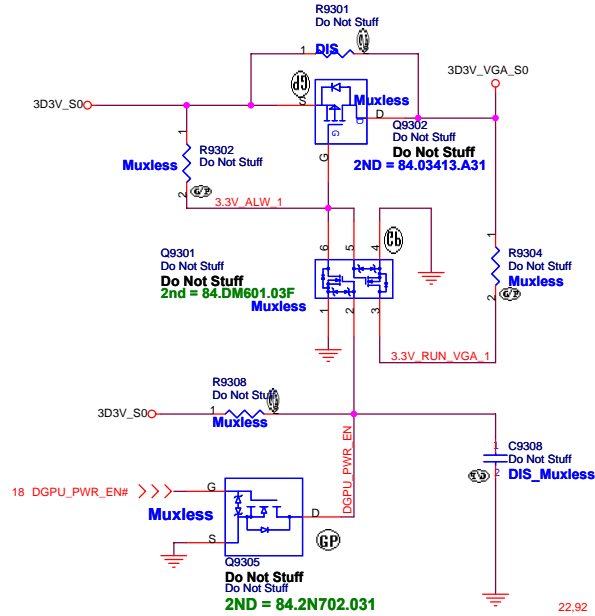 R9301
Do Not Stuff
1
DIS
3D3V_VGA_S0
3D3V_S0
S
Muxless
D
G
Q9302
Do Not Stuff
Do Not Stuff
2ND = 84.03413.A31
1
R9302
Do Not Stuff
Muxless
2
G/P
G
3.3V_ALW_1
6
5
4
Q9301
Do Not Stuff
Do Not Stuff
2nd = 84.DM601.03F
Muxless
1
R9304
Do Not Stuff
Muxless
2
G/P
1
2
3
3.3V_RUN_VGA_1
R9308
Do Not Stuff
3D3V_S0
1
Muxless
DGPU_PWR_EN
1
C9308
Do Not Stuff
2
DIS_Muxless
18 DGPU_PWR_EN#
G
Muxless
D
S
GP
Q9305
Do Not Stuff
Do Not Stuff
2ND = 84.2N702.031
22,92